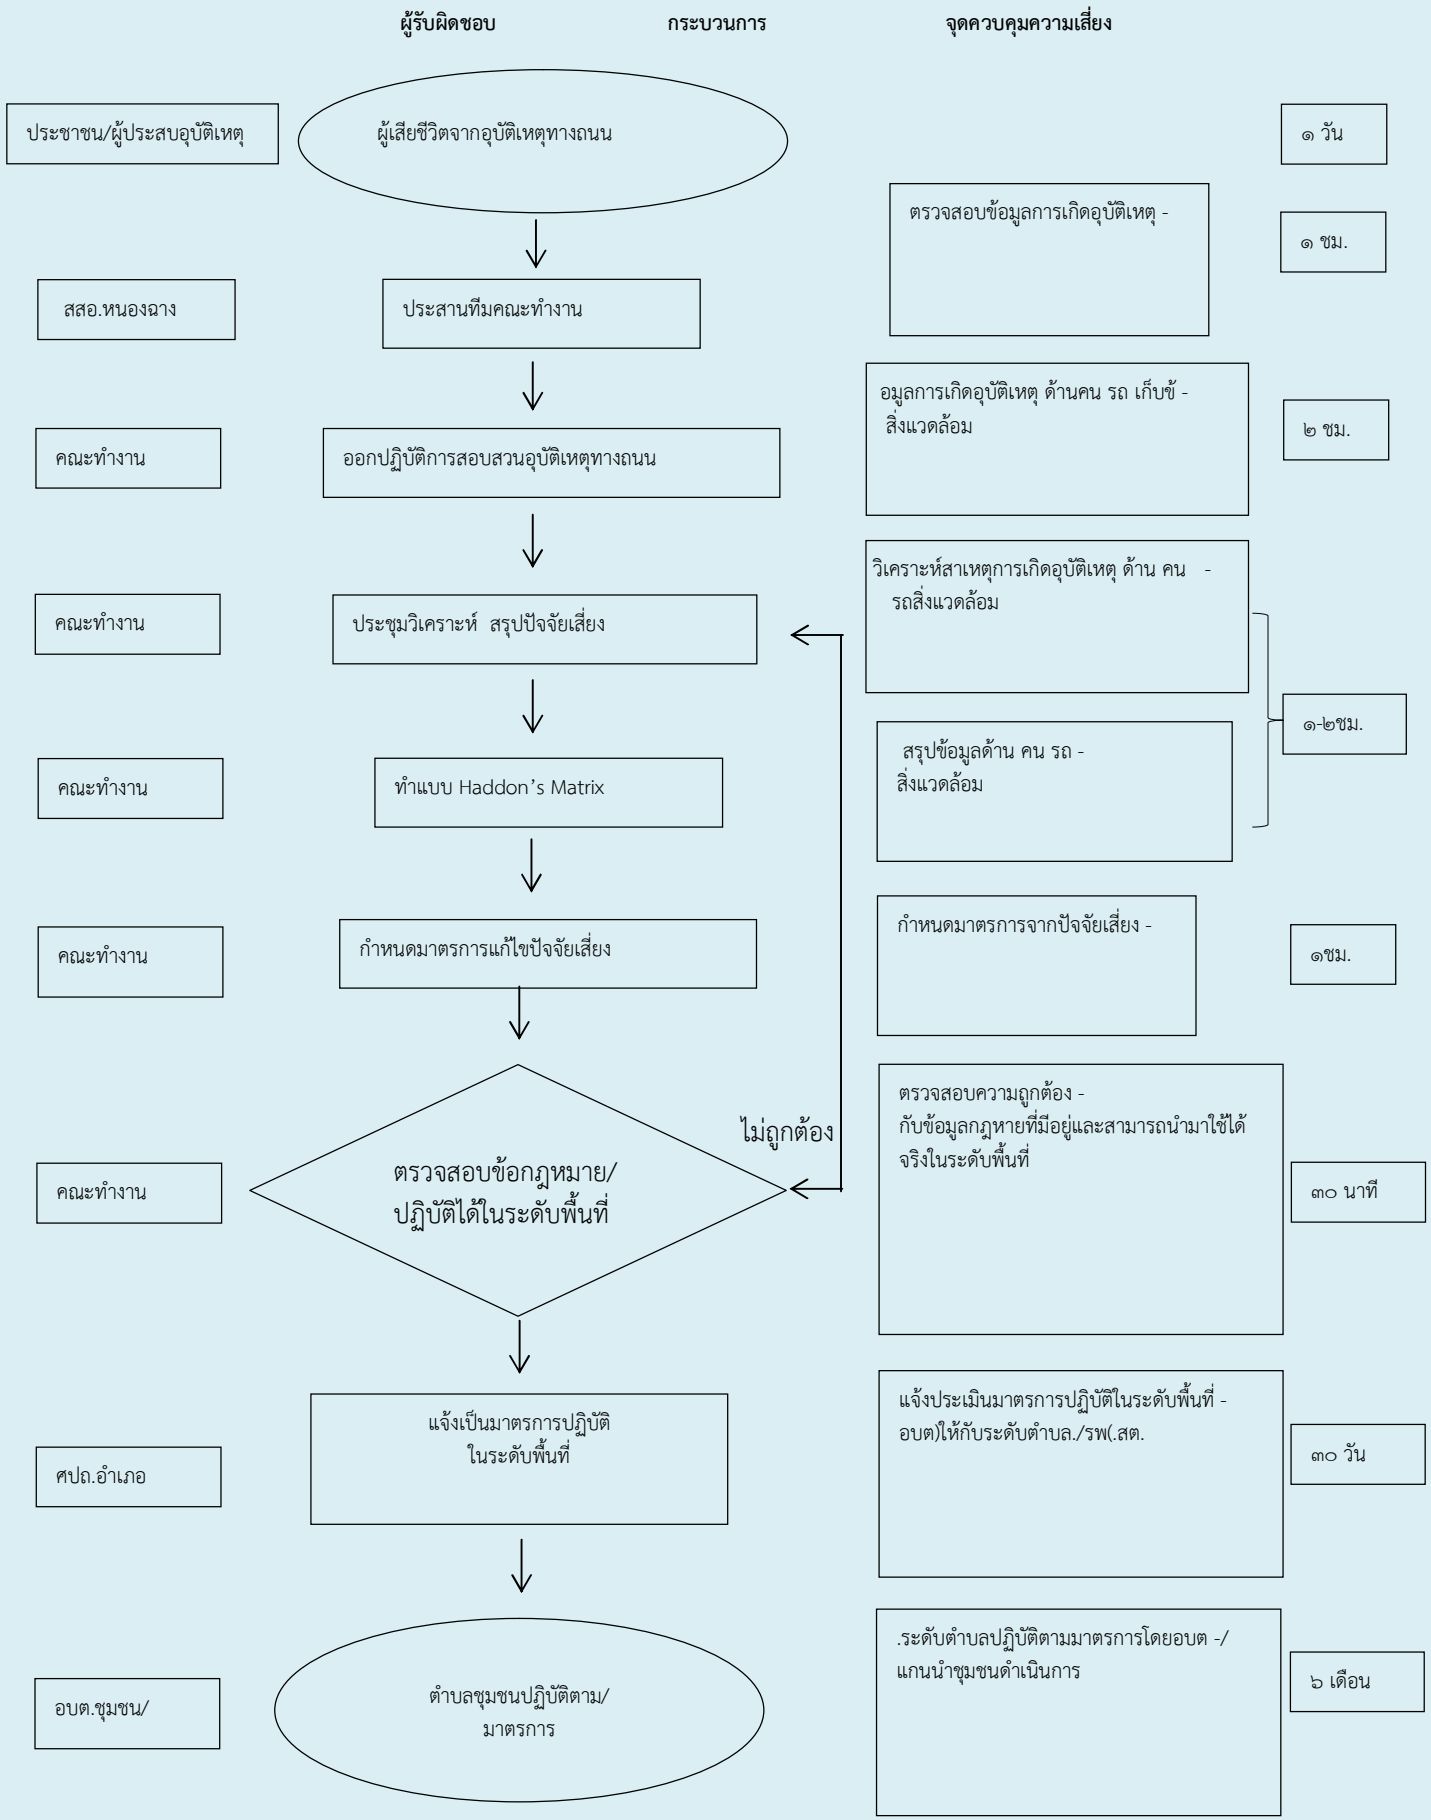 ผู้รับผิดชอบ กระบวนการ จุดควบคุมความเสี่ยง
ประชาชน/ผู้ประสบอุบัติเหตุ
ผู้เสียชีวิตจากอุบัติเหตุทางถนน
๑ วัน
ตรวจสอบข้อมูลการเกิดอุบัติเหตุ -
๑ ชม.
สสอ.หนองฉาง
ประสานทีมคณะทำงาน
อมูลการเกิดอุบัติเหตุ ด้านคน รถ เก็บข้ -
สิ่งแวดล้อม
๒ ชม.
คณะทำงาน
ออกปฏิบัติการสอบสวนอุบัติเหตุทางถนน
วิเคราะห์สาเหตุการเกิดอุบัติเหตุ ด้าน คน -
รถสิ่งแวดล้อม
คณะทำงาน
ประชุมวิเคราะห์ สรุปปัจจัยเสี่ยง
๑-๒ชม.
สรุปข้อมูลด้าน คน รถ -
สิ่งแวดล้อม
คณะทำงาน
ทำแบบ Haddon's Matrix
กำหนดมาตรการจากปัจจัยเสี่ยง -
คณะทำงาน
กำหนดมาตรการแก้ไขปัจจัยเสี่ยง
๑ชม.
ตรวจสอบความถูกต้อง -
กับข้อมูลกฎหายที่มีอยู่และสามารถนำมาใช้ได้
จริงในระดับพื้นที่
ไม่ถูกต้อง
คณะทำงาน
ตรวจสอบข้อกฎหมาย/
ปฏิบัติได้ในระดับพื้นที่
๓๐ นาที
แจ้งประเมินมาตรการปฏิบัติในระดับพื้นที่ -
อบต)ให้กับระดับตำบล./รพ(.สต.
แจ้งเป็นมาตรการปฏิบัติ
ในระดับพื้นที่
๓๐ วัน
ศปถ.อำเภอ
.ระดับตำบลปฏิบัติตามมาตรการโดยอบต -/
แกนนำชุมชนดำเนินการ
๖ เดือน
อบต.ชุมชน/
ตำบลชุมชนปฏิบัติตาม/
มาตรการ